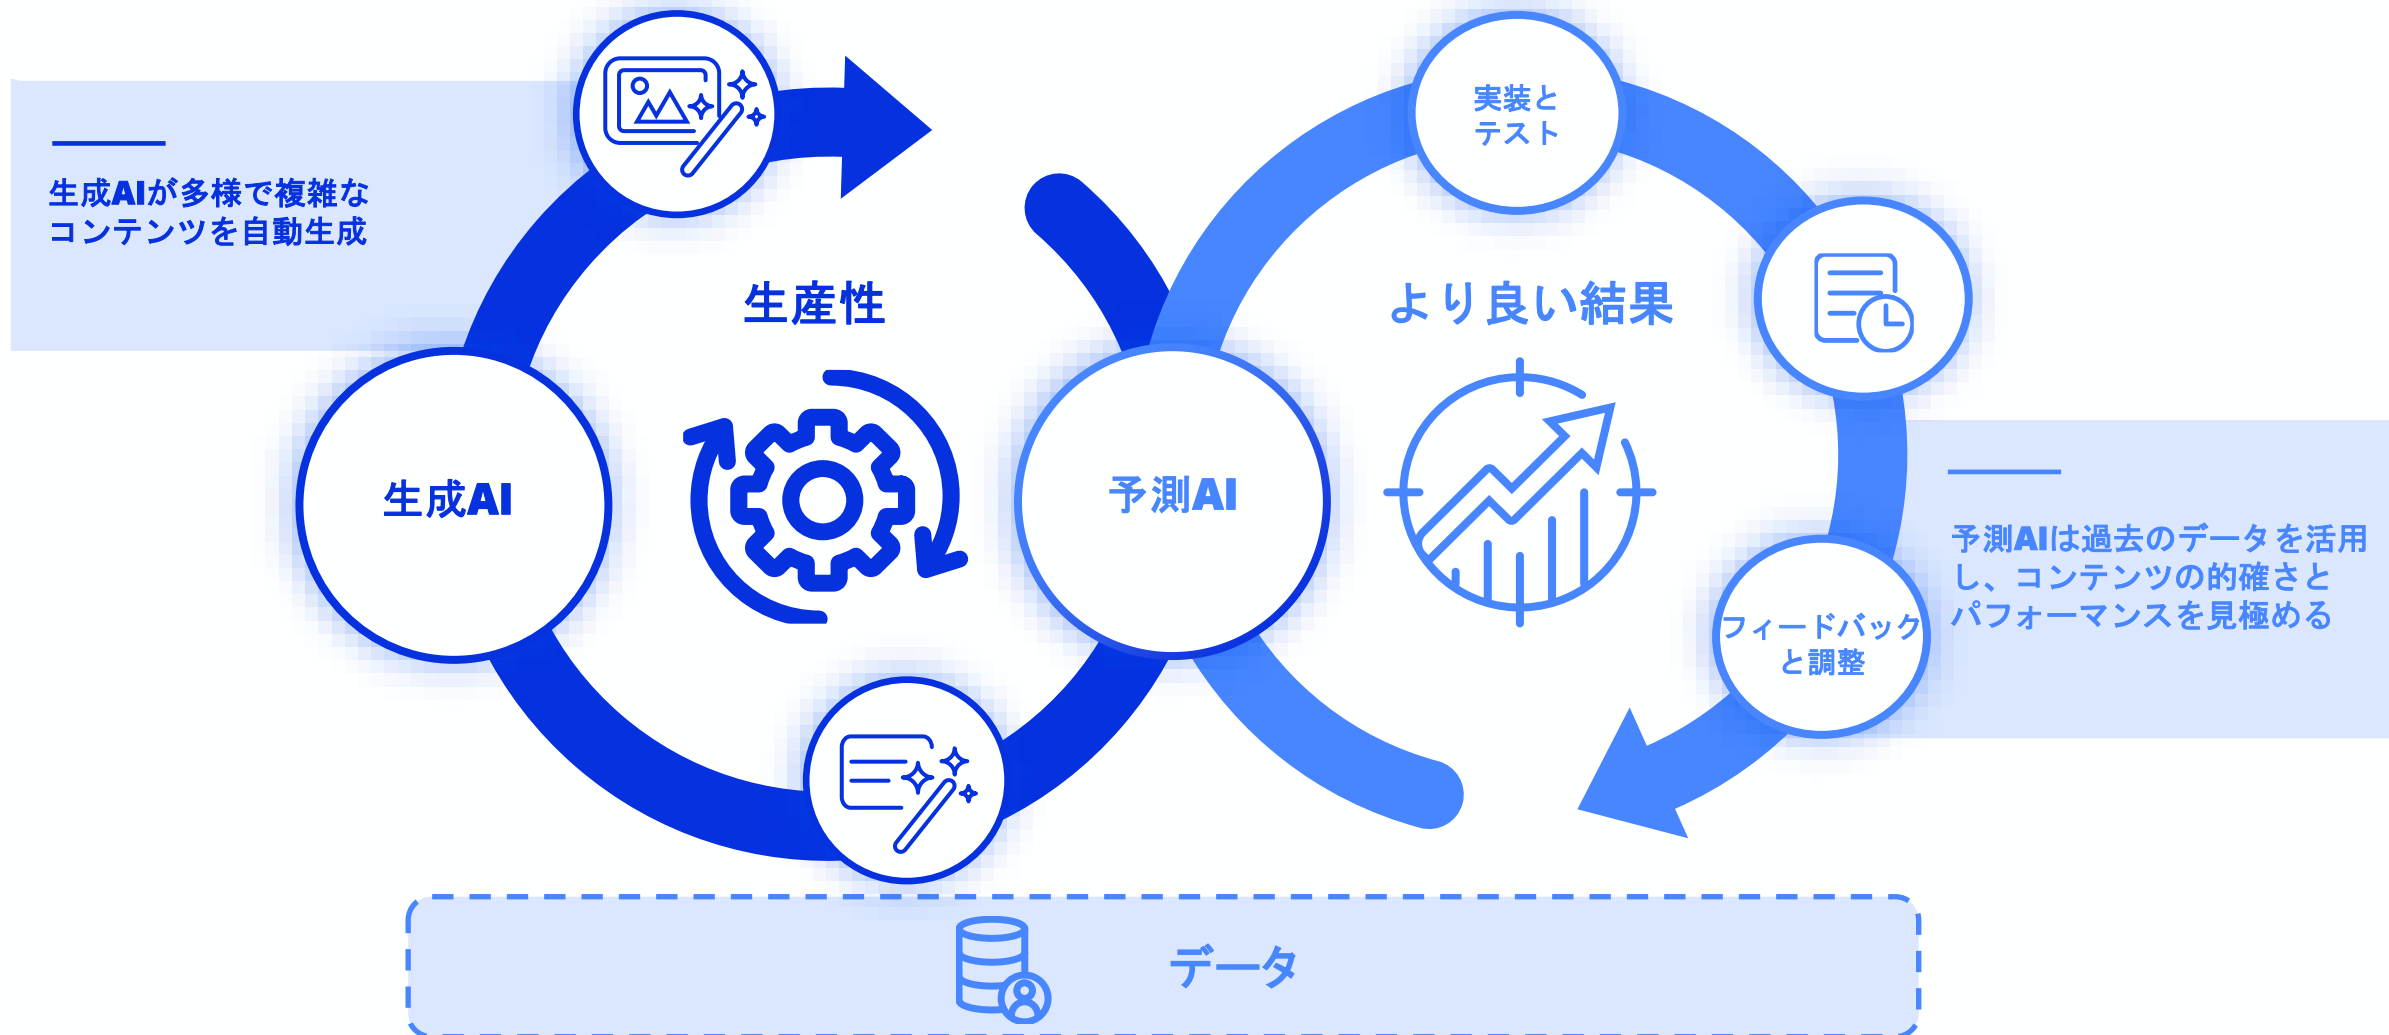 生成AIが多様で複雑な
コンテンツを自動生成
生産性
生成AI
予測AI
より良い結果
実装と
テスト
フィードバック
と調整
予測AIは過去のデータを活用
し、コンテンツの的確さと
パフォーマンスを見極める
データ